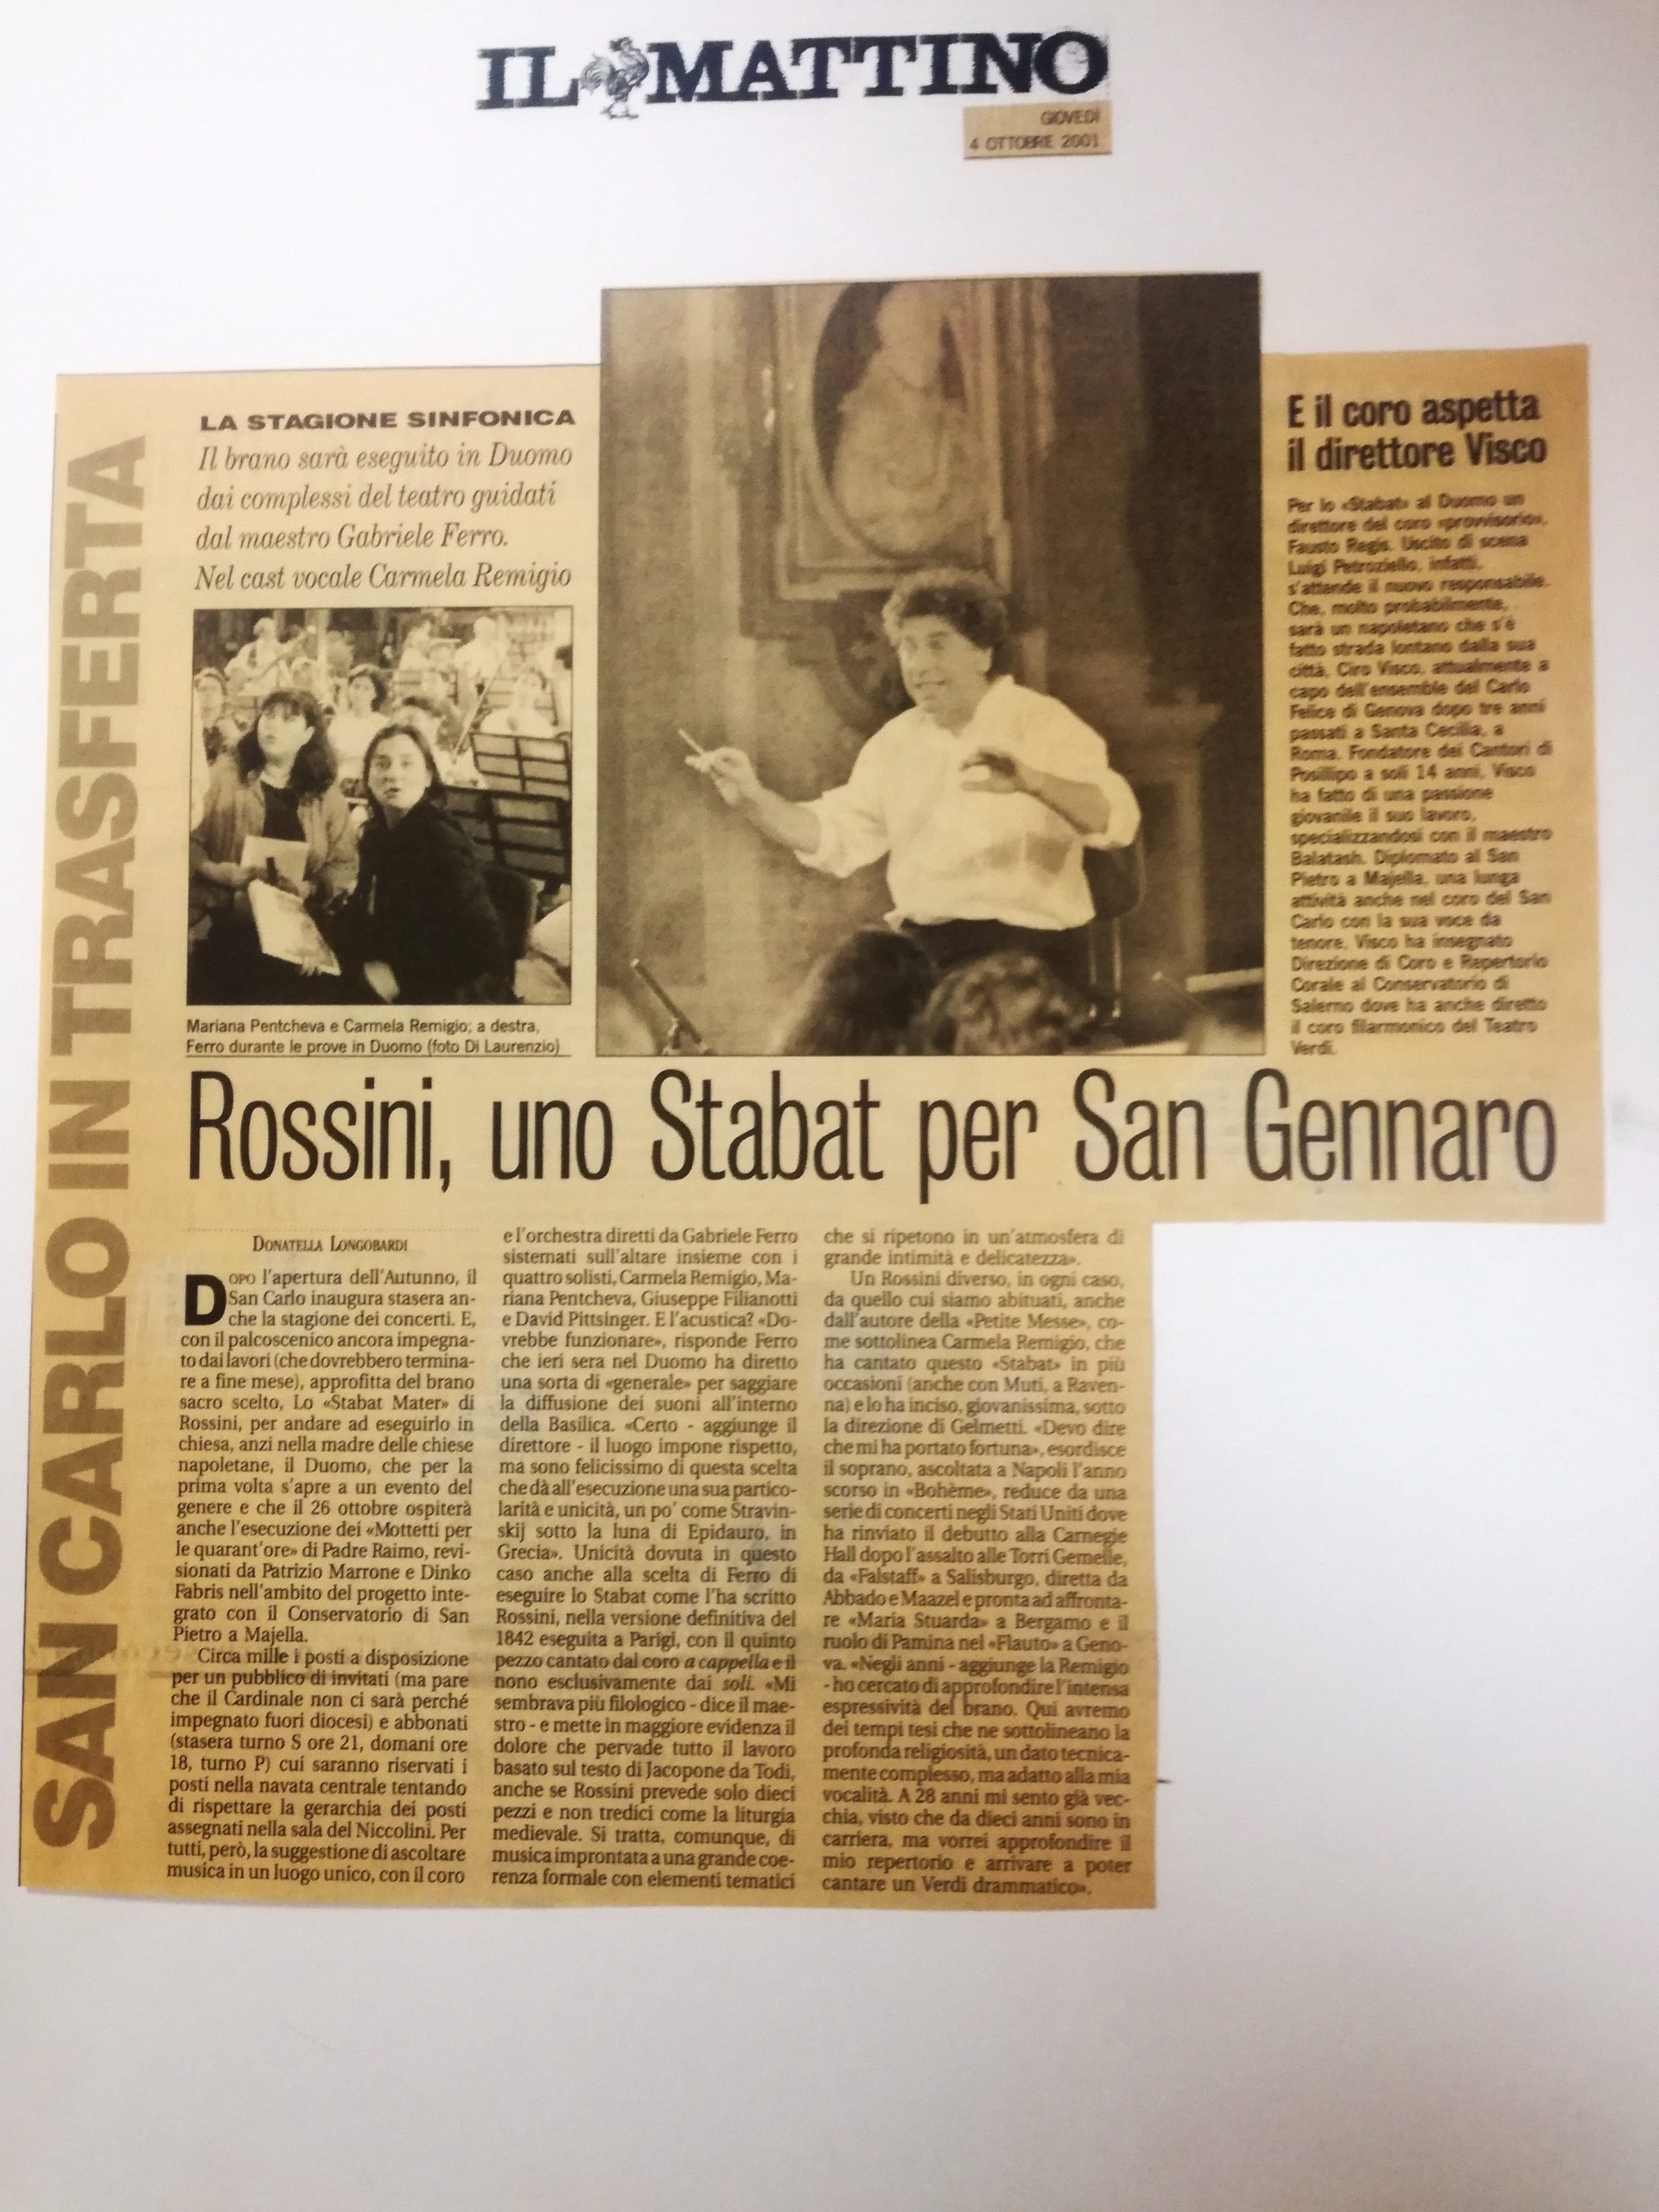 IL MATTINO
GIOVEDÌ
4 OTTOBRE 2001
SAN CARLO IN TRASFERTA
LA STAGIONE SINFONICA
Il brano sarà eseguito in Duomo
dai complessi del teatro guidati
dal maestro Gabriele Ferro.
Nel cast vocale Carmela Remigio
Mariana Pentcheva e Carmela Remigio; a destra,
Ferro durante le prove in Duomo (foto Di Laurenzio)
E il coro aspetta
il direttore Visco
Per lo «Stabat» al Duomo un
direttore del coro «provvisorio»,
Fausto Regis. Uscito di scena
Luigi Petroziello, infatti,
s'attende il nuovo responsabile.
Che, molto probabilmente,
sarà un napoletano che s'è
fatto strada lontano dalla sua
città, Ciro Visco, attualmente a
capo dell'ensemble del Carlo
Felice di Genova dopo tre anni
passati a Santa Cecilia, a
Roma. Fondatore dei Cantori di
Posillipo a soli 14 anni, Visco
ha fatto di una passione
giovanile il suo lavoro,
specializzandosi con il maestro
Balatash. Diplomato al San
Pietro a Majella, una lunga
attività anche nel coro del San
Carlo con la sua voce da
tenore, Visco ha insegnato
Direzione di Coro e Repertorio
Corale al Conservatorio di
Salerno dove ha anche diretto
il coro filarmonico del Teatro
Verdi.
Rossini, uno Stabat per San Gennaro
DONATELLA LONGOBARDI
DOPO l'apertura dell'Autunno, il
San Carlo inaugura stasera an-
che la stagione dei concerti. E,
con il palcoscenico ancora impegna-
to dai lavori (che dovrebbero termina-
re a fine mese), approfitta del brano
sacro scelto, Lo «Stabat Mater» di
Rossini, per andare ad eseguirlo in
chiesa, anzi nella madre delle chiese
napoletane, il Duomo, che per la
prima volta s'apre a un evento del
genere e che il 26 ottobre ospiterà
anche l'esecuzione dei «Mottetti per
le quarant'ore» di Padre Raimo, revi-
sionati da Patrizio Marrone e Dinko
Fabris nell'ambito del progetto inte-
grato con il Conservatorio di San
Pietro a Majella.
Circa mille i posti a disposizione
per un pubblico di invitati (ma pare
che il Cardinale non ci sarà perché
impegnato fuori diocesi) e abbonati
(stasera turno S ore 21, domani ore
18, turno P) cui saranno riservati i
posti nella navata centrale tentando
di rispettare la gerarchia dei posti
assegnati nella sala del Niccolini. Per
tutti, però, la suggestione di ascoltare
musica in un luogo unico, con il coro
e l'orchestra diretti da Gabriele Ferro
sistemati sull'altare insieme con i
quattro solisti, Carmela Remigio, Ma-
riana Pentcheva, Giuseppe Filianotti
e David Pittsinger. E l'acustica? «Do-
vrebbe funzionare», risponde Ferro
che ieri sera nel Duomo ha diretto
una sorta di «generale» per saggiare
la diffusione dei suoni all'interno
della Basilica. «Certo - aggiunge il
direttore - il luogo impone rispetto,
ma sono felicissimo di questa scelta
che dà all'esecuzione una sua partico-
larità e unicità, un po' come Stravin-
skij sotto la luna di Epidauro, in
Grecia». Unicità dovuta in questo
caso anche alla scelta di Ferro di
eseguire lo Stabat come l'ha scritto
Rossini, nella versione definitiva del
1842 eseguita a Parigi, con il quinto
pezzo cantato dal coro a cappella e il
nono esclusivamente dai soli. «Mi
sembrava più filologico - dice il mae-
stro - e mette in maggiore evidenza il
dolore che pervade tutto il lavoro
basato sul testo di Jacopone da Todi,
anche se Rossini prevede solo dieci
pezzi e non tredici come la liturgia
medievale. Si tratta, comunque, di
musica improntata a una grande coe-
renza formale con elementi tematici
che si ripetono in un'atmosfera di
grande intimità e delicatezza».
Un Rossini diverso, in ogni caso,
da quello cui siamo abituati, anche
dall'autore della «Petite Messe», co-
me sottolinea Carmela Remigio, che
ha cantato questo «Stabat» in più
occasioni (anche con Muti, a Raven-
na) e lo ha inciso, giovanissima, sotto
la direzione di Gelmetti. «Devo dire
che mi ha portato fortuna», esordisce
il soprano, ascoltata a Napoli l'anno
scorso in «Bohème», reduce da una
serie di concerti negli Stati Uniti dove
ha rinviato il debutto alla Carnegie
Hall dopo l'assalto alle Torri Gemelle,
da «Falstaff» a Salisburgo, diretta da
Abbado e Maazel e pronta ad affronta-
re «Maria Stuarda» a Bergamo e il
ruolo di Pamina nel «Flauto» a Geno-
va. «Negli anni - aggiunge la Remigio
- ho cercato di approfondire l'intensa
espressività del brano. Qui avremo
dei tempi tesi che ne sottolineano la
profonda religiosità, un dato tecnica-
mente complesso, ma adatto alla mia
vocalità. A 28 anni mi sento già vec-
chia, visto che da dieci anni sono in
carriera, ma vorrei approfondire il
mio repertorio e arrivare a poter
cantare un Verdi drammatico».